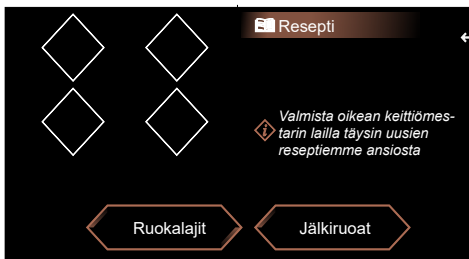 Resepti
Valmista oikean keittiömes-
tarin lailla täysin uusien
reseptiemme ansiosta
Ruokalajit
Jälkiruoat